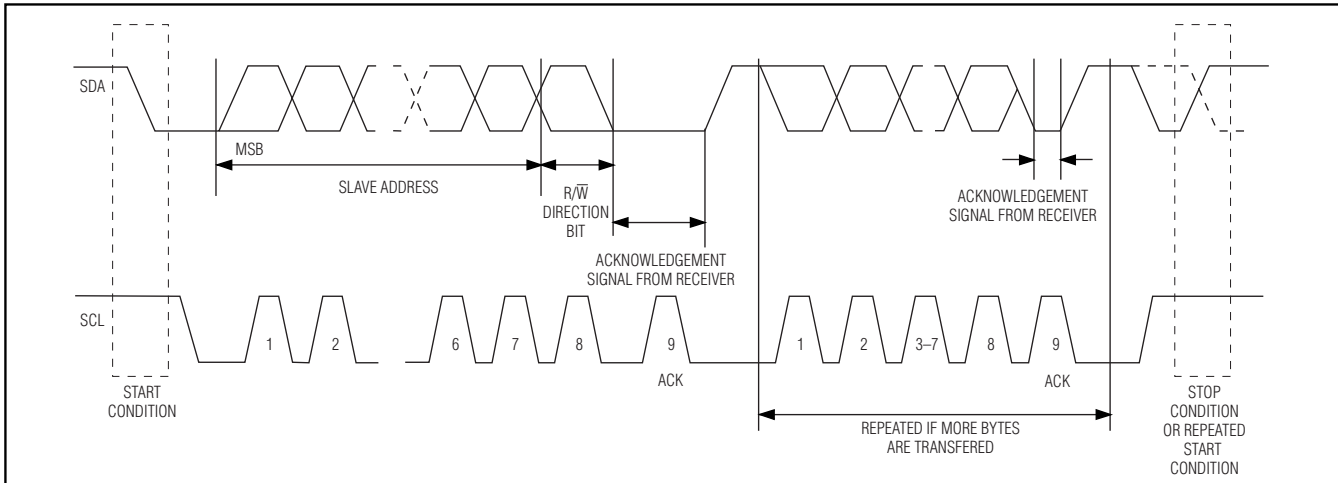 SDA
MSB
SLAVE ADDRESS
R/W̅
DIRECTION
BIT
ACKNOWLEDGEMENT
SIGNAL FROM RECEIVER
ACKNOWLEDGEMENT
SIGNAL FROM RECEIVER
SCL
1 2 6 7 8 9 1 2 3–7 8 9
ACK
ACK
START
CONDITION
REPEATED IF MORE BYTES
ARE TRANSFERED
STOP
CONDITION
OR REPEATED
START
CONDITION